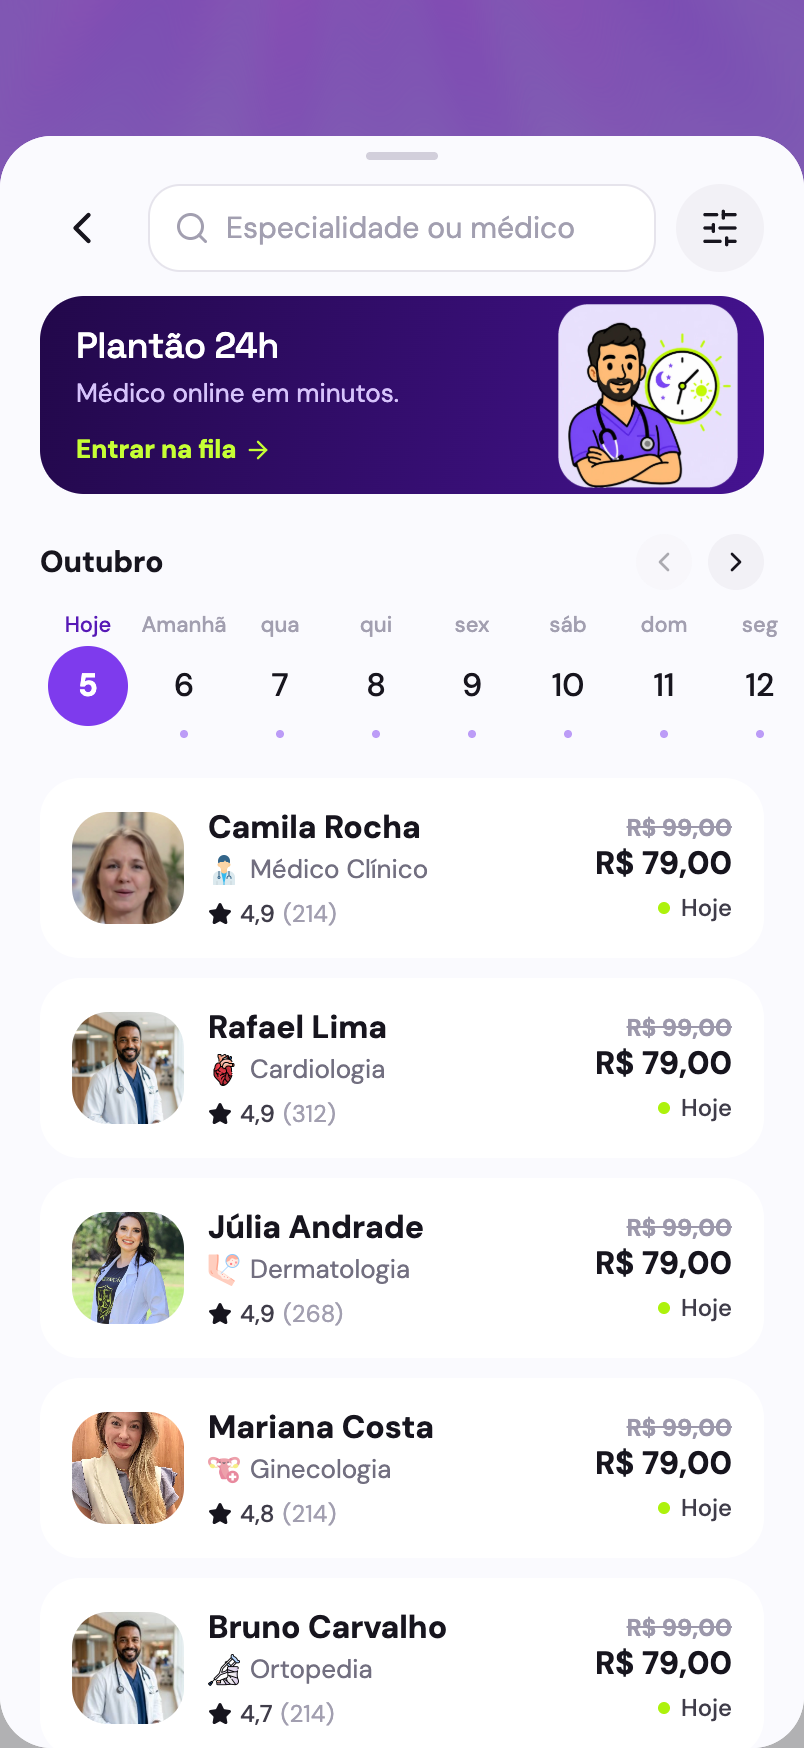 Especialidade ou médico
Plantão 24h
Médico online em minutos.
Entrar na fila →
Outubro
Hoje Amanhã qua qui sex sáb dom seg
5 6 7 8 9 10 11 12
Camila Rocha
R$ 99,00
Médico Clínico
R$ 79,00
4,9 (214)
Hoje
Rafael Lima
R$ 99,00
Cardiologia
R$ 79,00
4,9 (312)
Hoje
Júlia Andrade
R$ 99,00
Dermatologia
R$ 79,00
4,9 (268)
Hoje
Mariana Costa
R$ 99,00
Ginecologia
R$ 79,00
4,8 (214)
Hoje
Bruno Carvalho
R$ 99,00
Ortopedia
R$ 79,00
4,7 (214)
Hoje